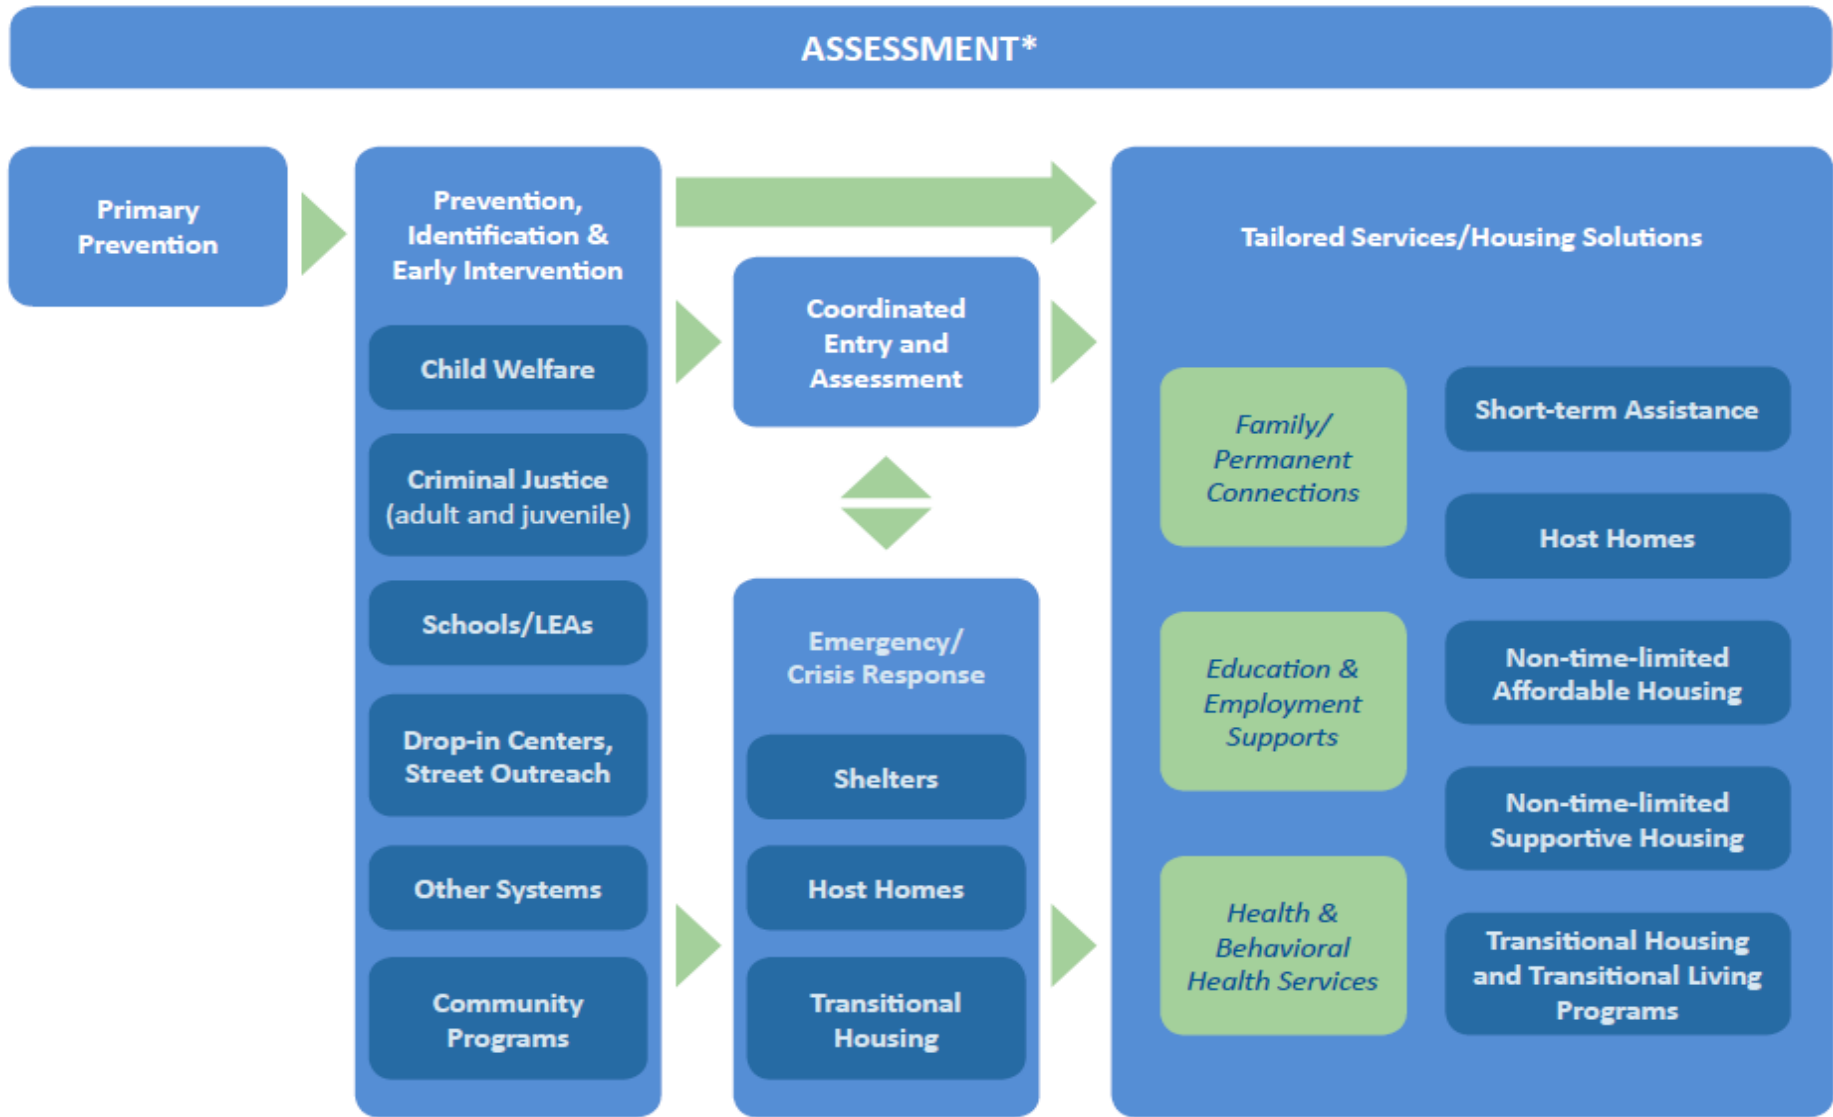 ASSESSMENT*
Primary
Prevention
Prevention,
Identification &
Early Intervention
Child Welfare
Criminal Justice
(adult and juvenile)
Schools/LEAs
Drop-in Centers,
Street Outreach
Other Systems
Community
Programs
Coordinated
Entry and
Assessment
Emergency/
Crisis Response
Shelters
Host Homes
Transitional
Housing
Tailored Services/Housing Solutions
Family/
Permanent
Connections
Education &
Employment
Supports
Health &
Behavioral
Health Services
Short-term Assistance
Host Homes
Non-time-limited
Affordable Housing
Non-time-limited
Supportive Housing
Transitional Housing
and Transitional Living
Programs